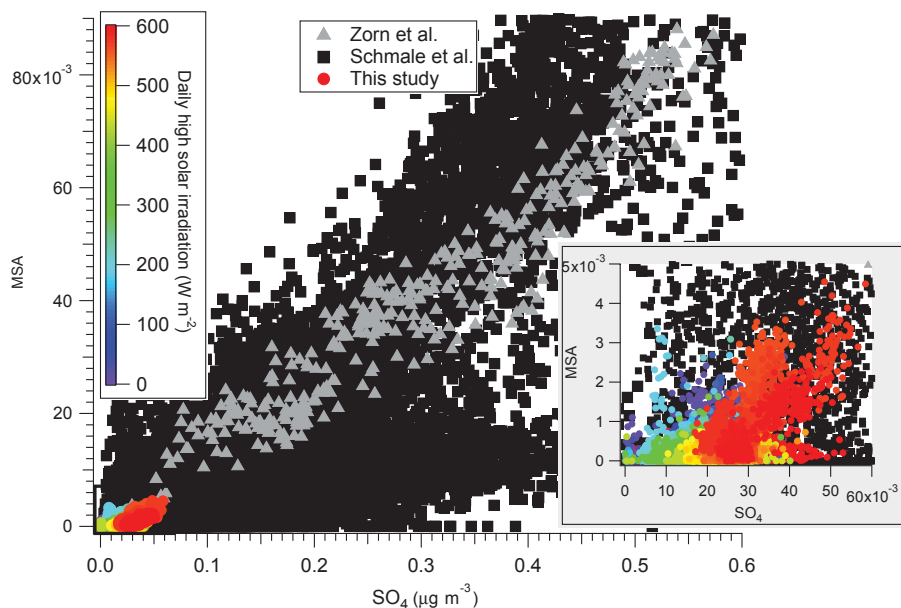 600
500
400
300
200
100
0
Daily high solar irradiation (W m-2)
Zorn et al.
Schmale et al.
This study
80x10-3
60
40
20
0
MSA
0.0 0.1 0.2 0.3 0.4 0.5 0.6
SO4 (µg m-3)
5x10-3
4
3
2
1
0
MSA
0 10 20 30 40 50 60x10-3
SO4